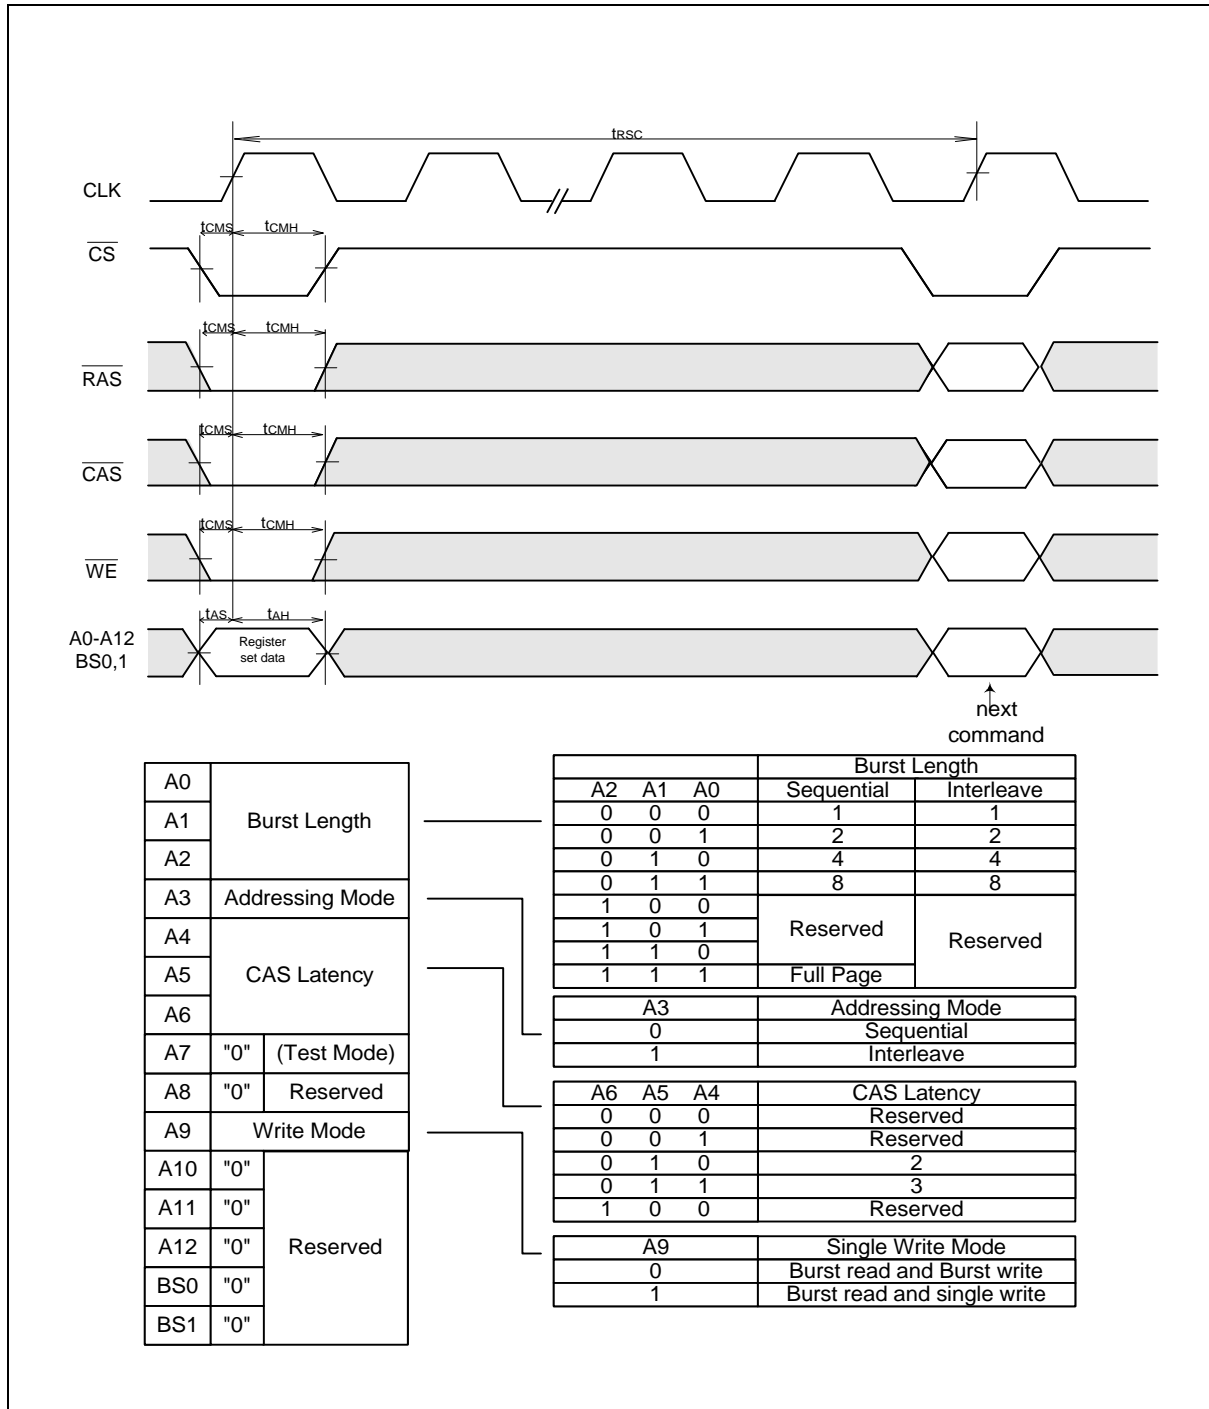 tRSC
CLK
tCMS tCMH
CS
tCMS tCMH
RAS
tCMS tCMH
CAS
tCMS tCMH
WE
tAS tAH
A0-A12
BS0,1
Register
set data
next
command
A0
A1 Burst Length
A2
A3 Addressing Mode
A4
A5 CAS Latency
A6
A7 "0" (Test Mode)
A8 "0" Reserved
A9 Write Mode
A10 "0"
A11 "0"
A12 "0" Reserved
BS0 "0"
BS1 "0"
Burst Length
A2 A1 A0 Sequential Interleave
0 0 0 1 1
0 0 1 2 2
0 1 0 4 4
0 1 1 8 8
1 0 0
1 0 1 Reserved Reserved
1 1 0
1 1 1 Full Page
A3 Addressing Mode
0 Sequential
1 Interleave
A6 A5 A4 CAS Latency
0 0 0 Reserved
0 0 1 Reserved
0 1 0 2
0 1 1 3
1 0 0 Reserved
A9 Single Write Mode
0 Burst read and Burst write
1 Burst read and single write